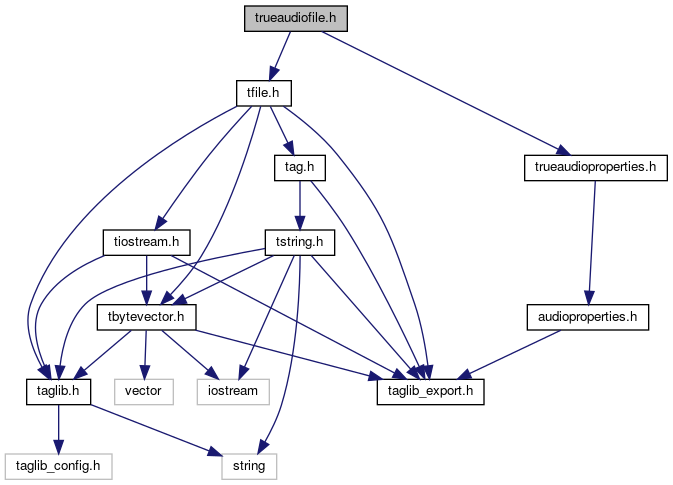 trueaudiofile.h
tfile.h
tag.h
trueaudioproperties.h
tiostream.h
tstring.h
tbytevector.h
audioproperties.h
taglib.h
vector
iostream
taglib_export.h
taglib_config.h
string